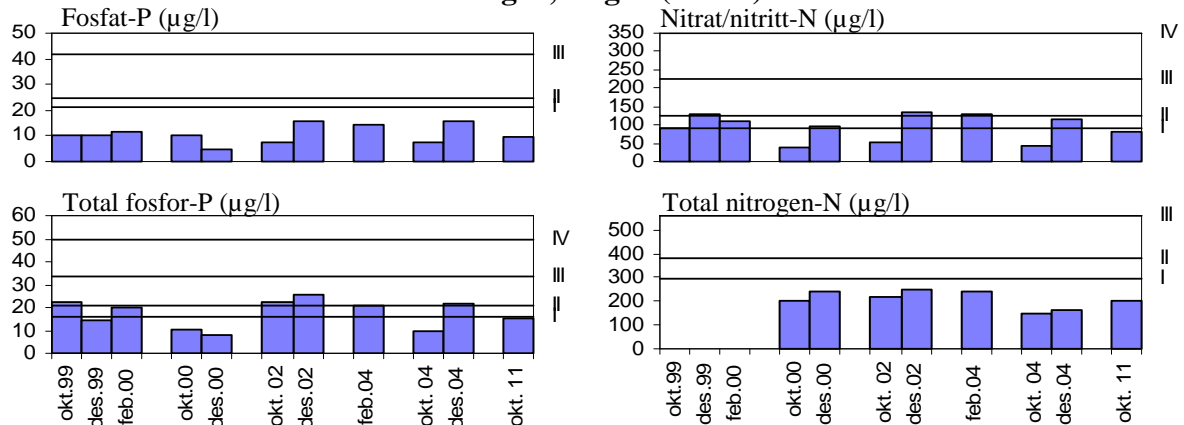 Fosfat-P (µg/l)
50
40
30
20
10
0
III
II
I
Nitrat/nitritt-N (µg/l)
350
300
250
200
150
100
50
0
IV
III
II
I
Total fosfor-P (µg/l)
60
50
40
30
20
10
0
IV
III
II
I
okt.99
des.99
feb.00
okt.00
des.00
okt. 02
des.02
feb.04
okt. 04
des.04
okt. 11
Total nitrogen-N (µg/l)
500
400
300
200
100
0
III
II
I
okt.99
des.99
feb.00
okt.00
des.00
okt. 02
des.02
feb.04
okt. 04
des.04
okt. 11